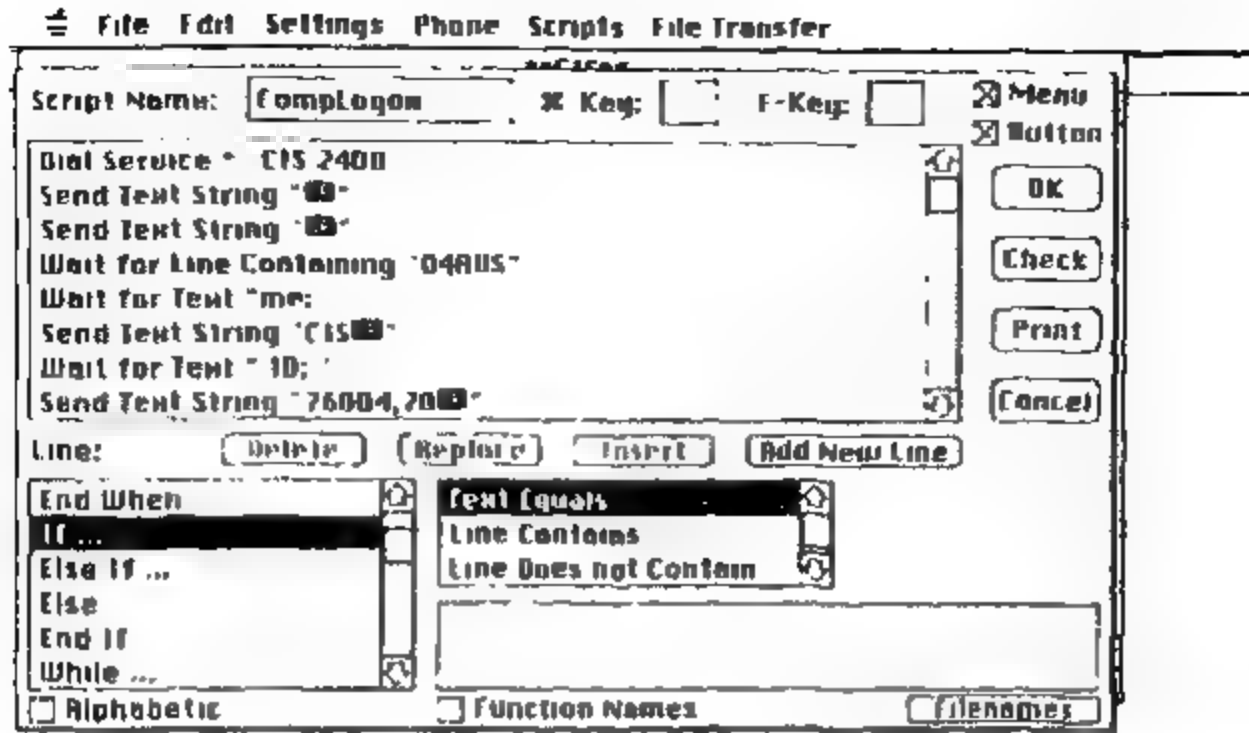 File Edit Settings Phone Scripts File Transfer
Script Name: CompLogon ⌘ Key: F-Key: Menu
Button
Dial Service " CIS 2400
OK
Send Text String "
Send Text String "
Wait for Line Containing "04AUS"
Check
Wait for Text "me:
Send Text String "CIS
Print
Wait for Text " ID: "
Send Text String "76004,20
Cancel
Line: Delete Replace Insert Add New Line
End When
If ...
Else If ...
Else
End If
While ...
Text Equals
Line Contains
Line Does not Contain
Alphabetic Function Names Filenames